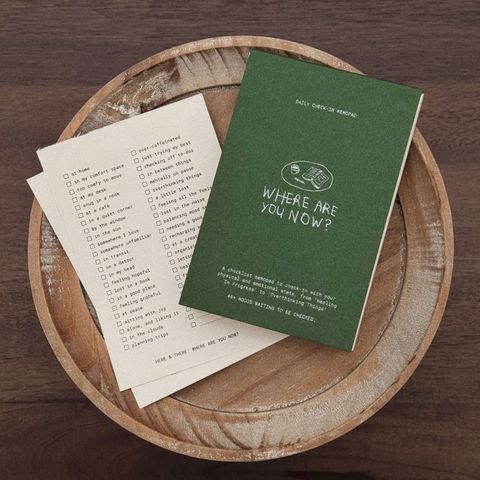 at home
in my comfort space
too comfy to move
at my desk
snug in a nook
at a café
in a quiet corner
by the window
in the sun
somewhere I love
somewhere unfamiliar
in transit
on a detour
in my head
feeling hopeful
lost in a book
in a good place
feeling grateful
at peace
sitting with joy
alone, and liking it
in the clouds
planning trips
over-caffeinated
just trying my best
checking off to-dos
in between things
mentally on pause
overthinking things
a little lost
feeling all the
lost in the noise
balancing mood
needing a good
recharging
at a
HERE & THERE: WHERE ARE YOU NOW?
DAILY CHECK-IN MEMOPAD
WHERE ARE
YOU NOW?
A checklist memopad to check-in with your
physical and emotional state, from 'Healing
In Progress' to 'Overthinking Things'
40+ MOODS WAITING TO BE CHECKED.